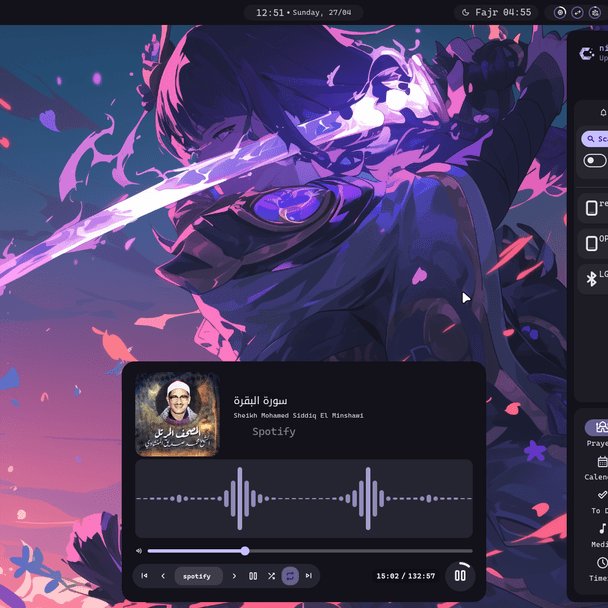 12:51 • Sunday, 27/04
Fajr 04:55
ni
Up
Sc
re
OP
LG
سورة البقرة
Sheikh Mohamed Siddiq El Minshawi
Spotify
المصحف المرتل
الشيخ محمد صديق المنشاوي
Praye
Calen
To D
Medi
Time
spotify
15:02 / 132:57